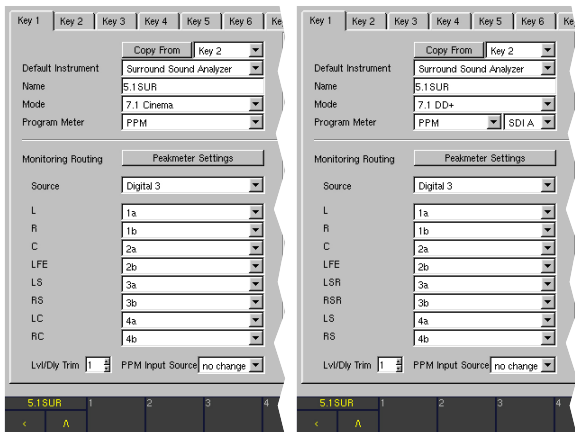 Key 1 Key 2 Key 3 Key 4 Key 5 Key 6 Ke
Copy From Key 2
Default Instrument Surround Sound Analyzer
Name 5.1SUR
Mode 7.1 Cinema
Program Meter PPM
Monitoring Routing Peakmeter Settings
Source Digital 3
L 1a
R 1b
C 2a
LFE 2b
LS 3a
RS 3b
LC 4a
RC 4b
Lvl/Dly Trim 1 PPM Input Source no change
5.1SUR 1 2 3 4
< Λ
Key 1 Key 2 Key 3 Key 4 Key 5 Key 6 Ke
Copy From Key 2
Default Instrument Surround Sound Analyzer
Name 5.1SUR
Mode 7.1 DD+
Program Meter PPM SDI A
Monitoring Routing Peakmeter Settings
Source Digital 3
L 1a
R 1b
C 2a
LFE 2b
LSR 3a
RSR 3b
LS 4a
RS 4b
Lvl/Dly Trim 1 PPM Input Source no change
5.1SUR 1 2 3 4
< Λ